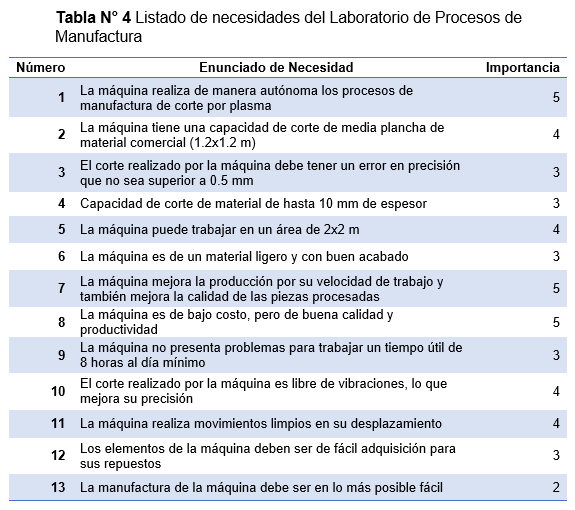 Tabla N° 4 Listado de necesidades del Laboratorio de Procesos de
Manufactura
Número Enunciado de Necesidad Importancia
1 La máquina realiza de manera autónoma los procesos de manufactura de corte por plasma 5
2 La máquina tiene una capacidad de corte de media plancha de material comercial (1.2x1.2 m) 4
3 El corte realizado por la máquina debe tener un error en precisión que no sea superior a 0.5 mm 3
4 Capacidad de corte de material de hasta 10 mm de espesor 3
5 La máquina puede trabajar en un área de 2x2 m 4
6 La máquina es de un material ligero y con buen acabado 3
7 La máquina mejora la producción por su velocidad de trabajo y también mejora la calidad de las piezas procesadas 5
8 La máquina es de bajo costo, pero de buena calidad y productividad 5
9 La máquina no presenta problemas para trabajar un tiempo útil de 8 horas al día mínimo 3
10 El corte realizado por la máquina es libre de vibraciones, lo que mejora su precisión 4
11 La máquina realiza movimientos limpios en su desplazamiento 4
12 Los elementos de la máquina deben ser de fácil adquisición para sus repuestos 3
13 La manufactura de la máquina debe ser en lo más posible fácil 2